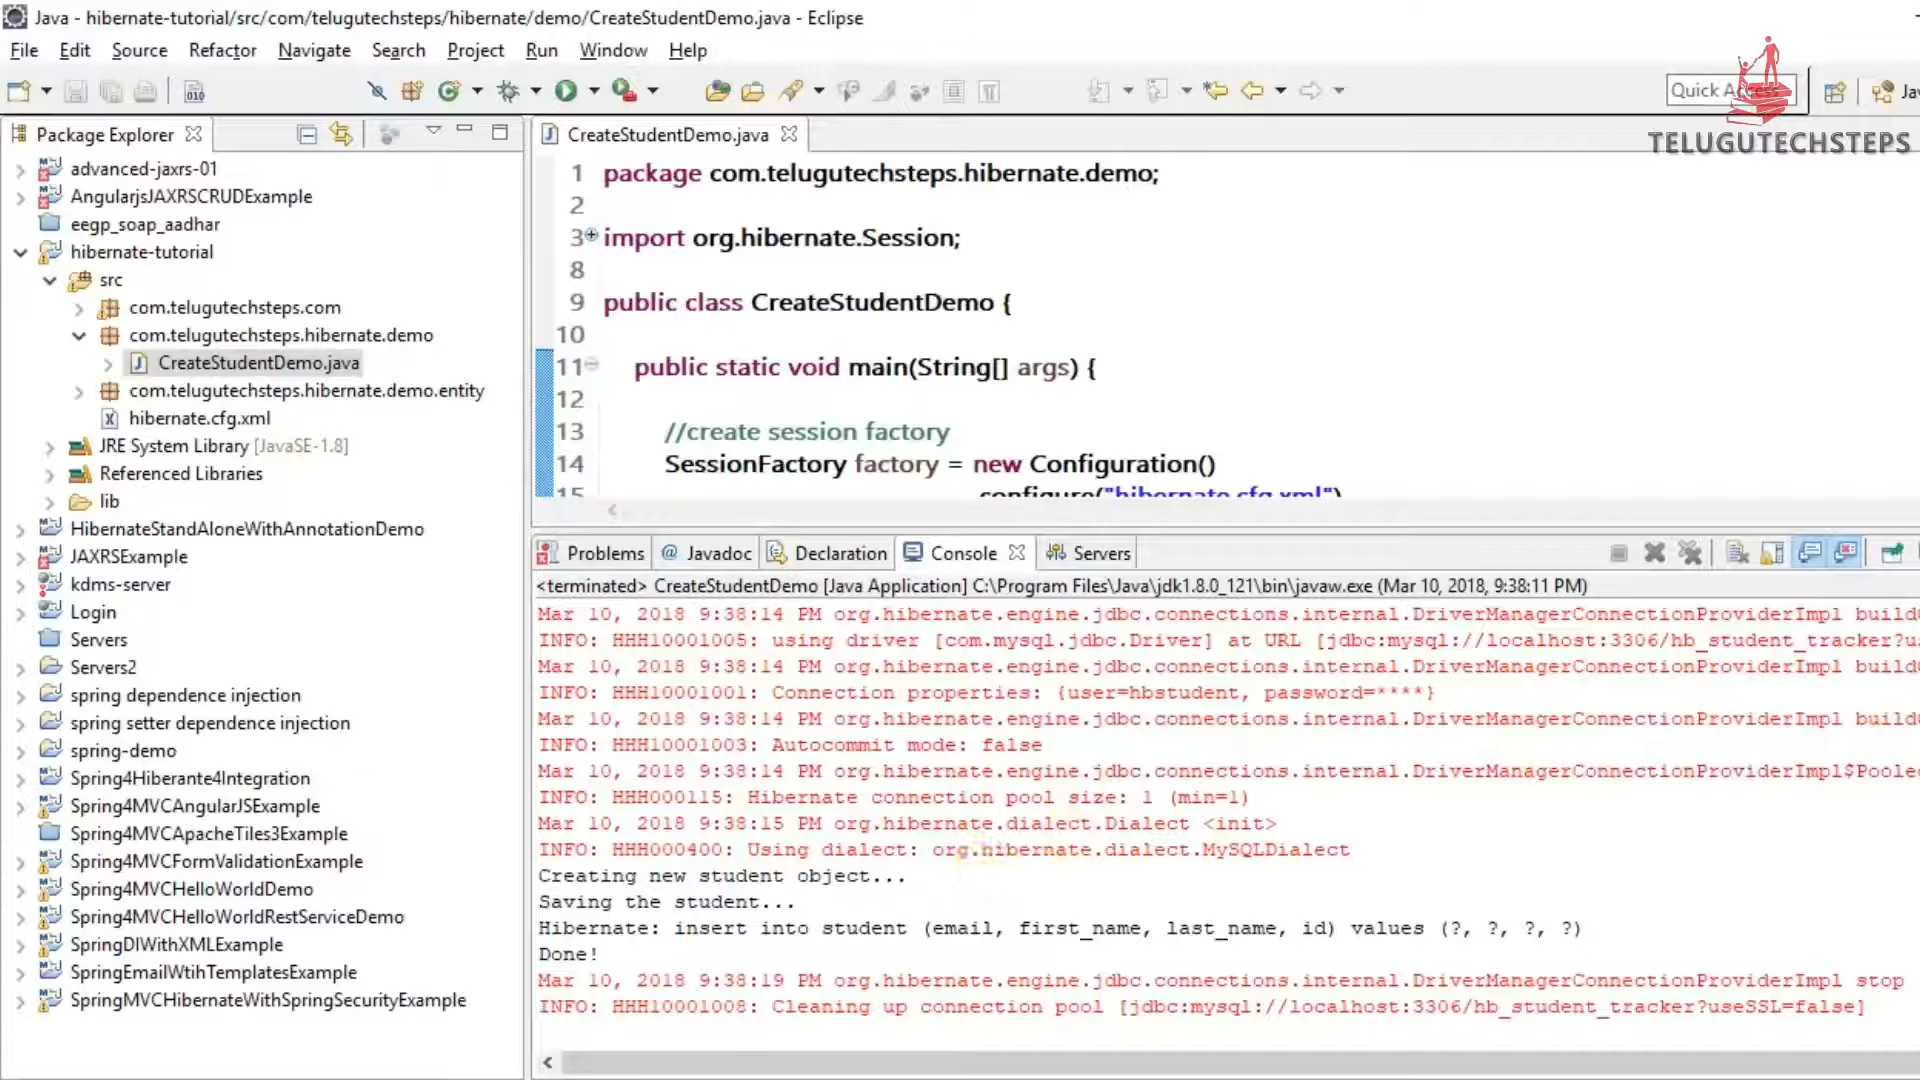 Java - hibernate-tutorial/src/com/telugutechsteps/hibernate/demo/CreateStudentDemo.java - Eclipse
File Edit Source Refactor Navigate Search Project Run Window Help
Quick
TELUGUTECHSTEPS
Package Explorer
advanced-jaxrs-01
AngularjsJAXRSCRUDExample
eegp_soap_aadhar
hibernate-tutorial
src
com.telugutechsteps.com
com.telugutechsteps.hibernate.demo
CreateStudentDemo.java
com.telugutechsteps.hibernate.demo.entity
hibernate.cfg.xml
JRE System Library [JavaSE-1.8]
Referenced Libraries
lib
HibernateStandAloneWithAnnotationDemo
JAXRSExample
kdms-server
Login
Servers
Servers2
spring dependence injection
spring setter dependence injection
spring-demo
Spring4Hiberante4Integration
Spring4MVCAngularJSExample
Spring4MVCApacheTiles3Example
Spring4MVCFormValidationExample
Spring4MVCHelloWorldDemo
Spring4MVCHelloWorldRestServiceDemo
SpringDIWithXMLExample
SpringEmailWtihTemplatesExample
SpringMVCHibernateWithSpringSecurityExample
CreateStudentDemo.java
1 package com.telugutechsteps.hibernate.demo;
2
3 import org.hibernate.Session;
8
9 public class CreateStudentDemo {
10
11 public static void main(String[] args) {
12
13 //create session factory
14 SessionFactory factory = new Configuration()
15 .configure("hibernate.cfg.xml")
Problems @ Javadoc Declaration Console Servers
<terminated> CreateStudentDemo [Java Application] C:\Program Files\Java\jdk1.8.0_121\bin\javaw.exe (Mar 10, 2018, 9:38:11 PM)
Mar 10, 2018 9:38:14 PM org.hibernate.engine.jdbc.connections.internal.DriverManagerConnectionProviderImpl build
INFO: HHH10001005: using driver [com.mysql.jdbc.Driver] at URL [jdbc:mysql://localhost:3306/hb_student_tracker?u
Mar 10, 2018 9:38:14 PM org.hibernate.engine.jdbc.connections.internal.DriverManagerConnectionProviderImpl build
INFO: HHH10001001: Connection properties: {user=hbstudent, password=****}
Mar 10, 2018 9:38:14 PM org.hibernate.engine.jdbc.connections.internal.DriverManagerConnectionProviderImpl build
INFO: HHH10001003: Autocommit mode: false
Mar 10, 2018 9:38:14 PM org.hibernate.engine.jdbc.connections.internal.DriverManagerConnectionProviderImpl$Poole
INFO: HHH000115: Hibernate connection pool size: 1 (min=1)
Mar 10, 2018 9:38:15 PM org.hibernate.dialect.Dialect <init>
INFO: HHH000400: Using dialect: org.hibernate.dialect.MySQLDialect
Creating new student object...
Saving the student...
Hibernate: insert into student (email, first_name, last_name, id) values (?, ?, ?, ?)
Done!
Mar 10, 2018 9:38:19 PM org.hibernate.engine.jdbc.connections.internal.DriverManagerConnectionProviderImpl stop
INFO: HHH10001008: Cleaning up connection pool [jdbc:mysql://localhost:3306/hb_student_tracker?useSSL=false]